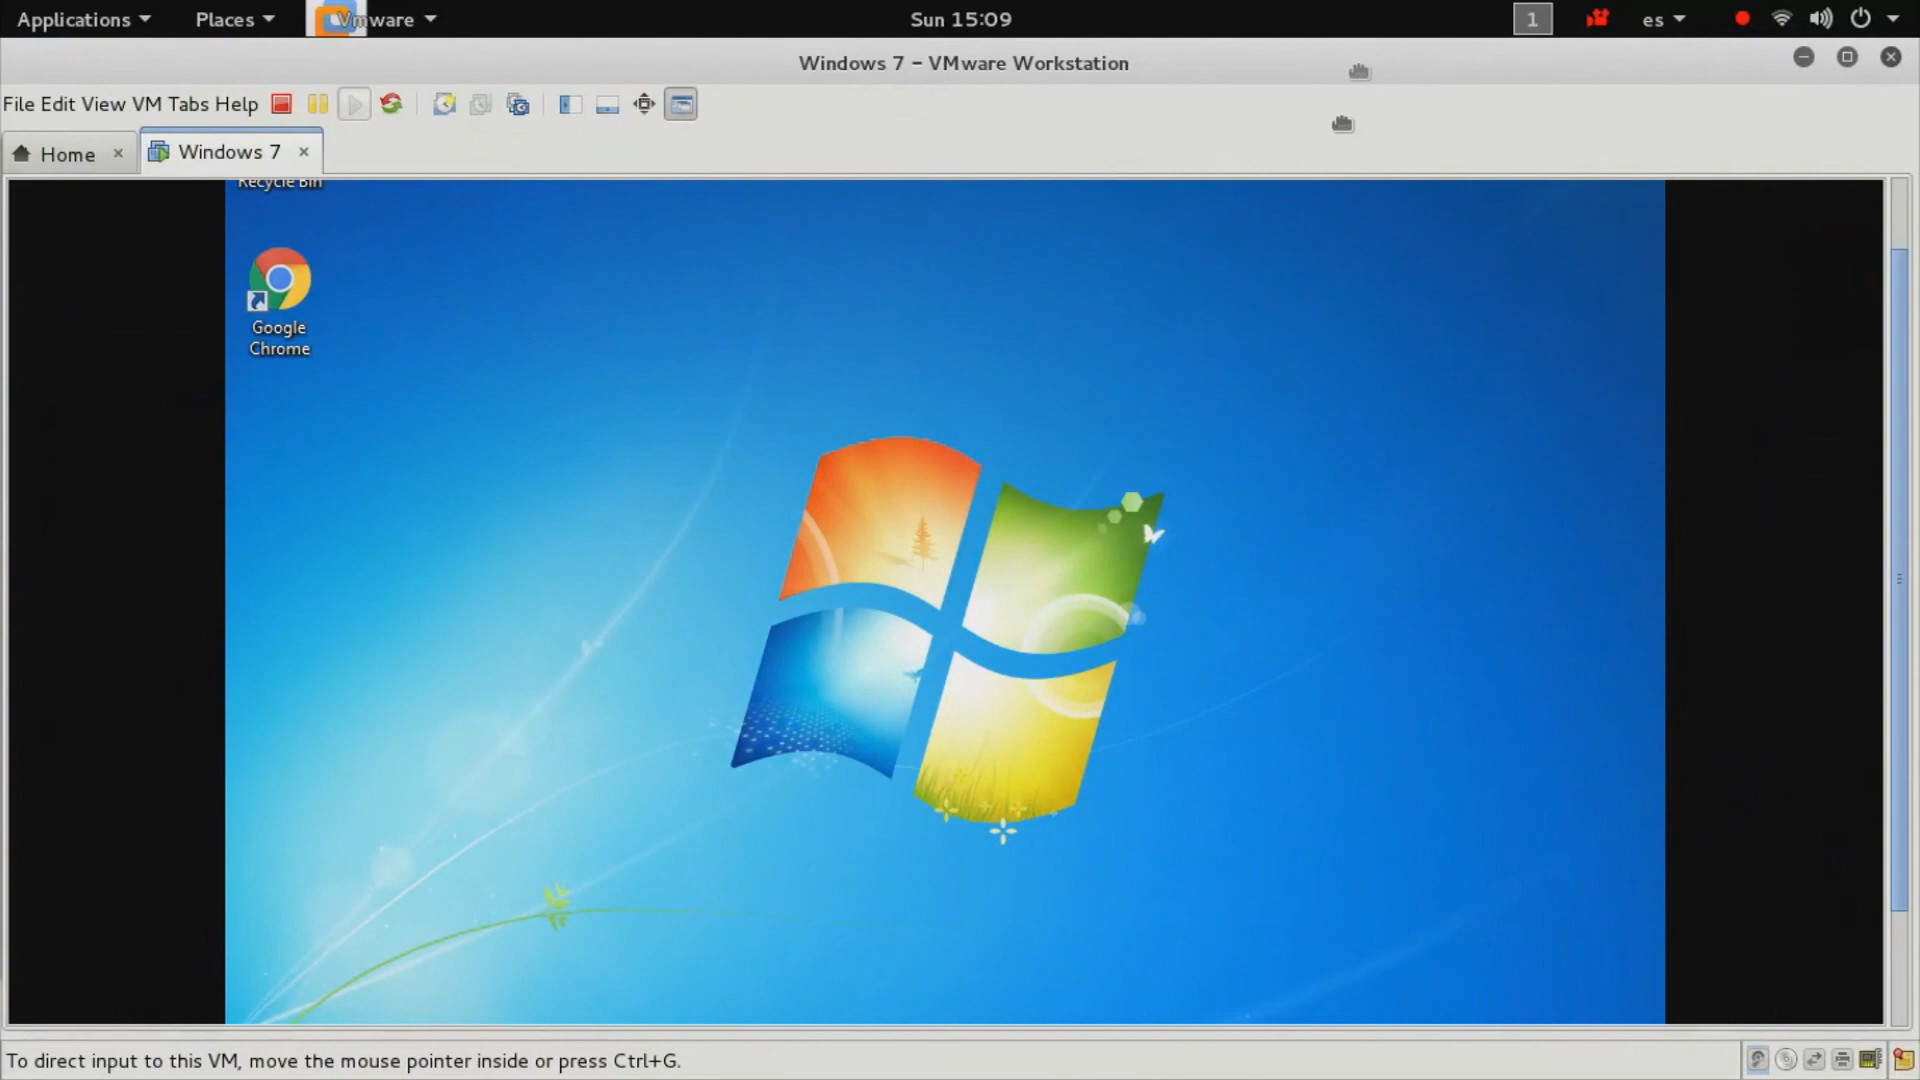 Applications Places Vmware Sun 15:09 1 es
Windows 7 - VMware Workstation
File Edit View VM Tabs Help
Home Windows 7
Recycle Bin
Google
Chrome
To direct input to this VM, move the mouse pointer inside or press Ctrl+G.